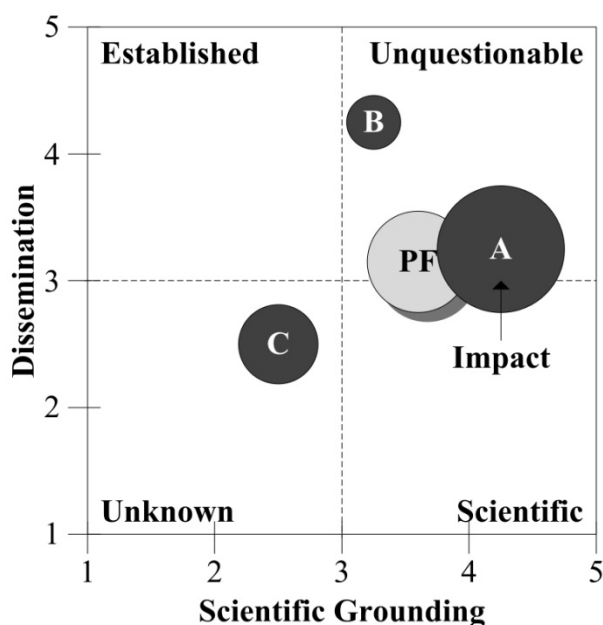 5
Established
Unquestionable
B
4
Dissemination
PF
A
3
C
Impact
2
Unknown
Scientific
1
1
2
3
4
5
Scientific Grounding